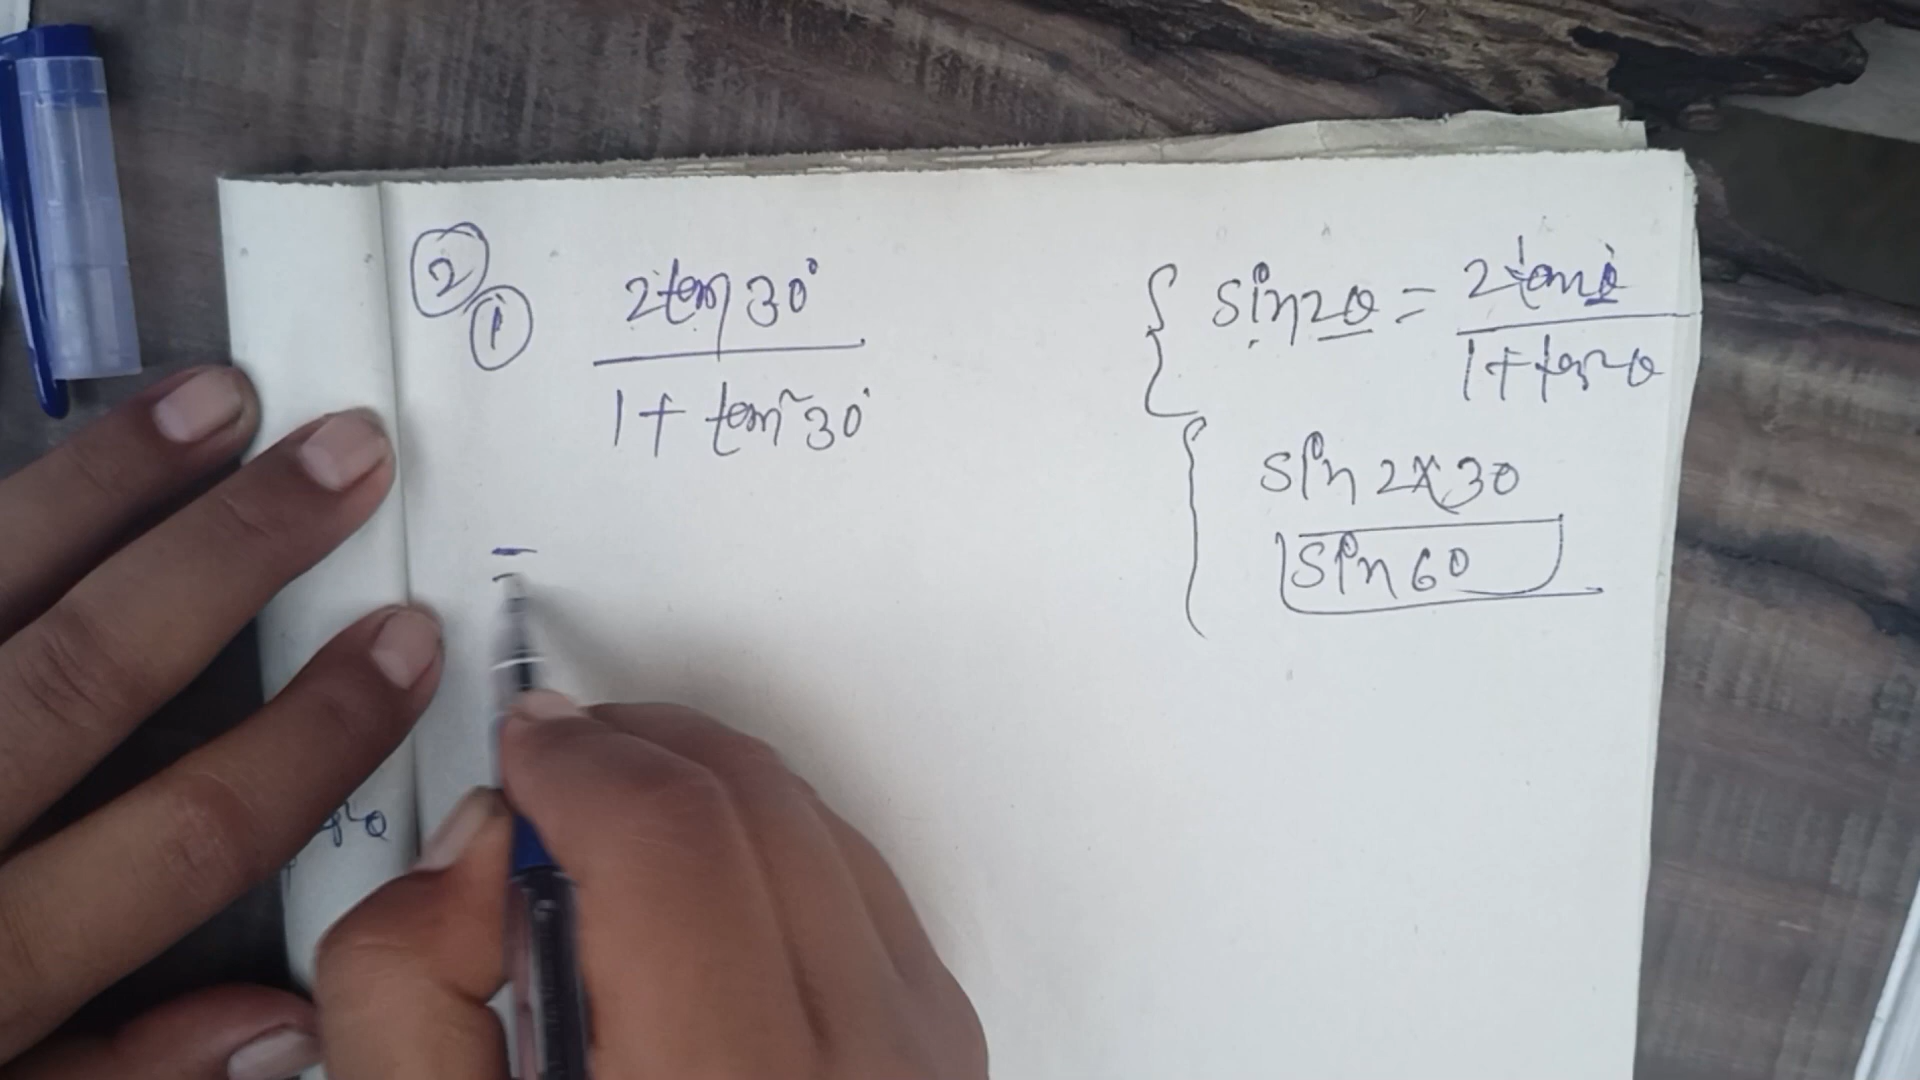 ② ① 2tan30° / 1 + tan²30°
{ sin2θ = 2tanθ / 1 + tan²θ
{ sin 2×30
sin 60
=